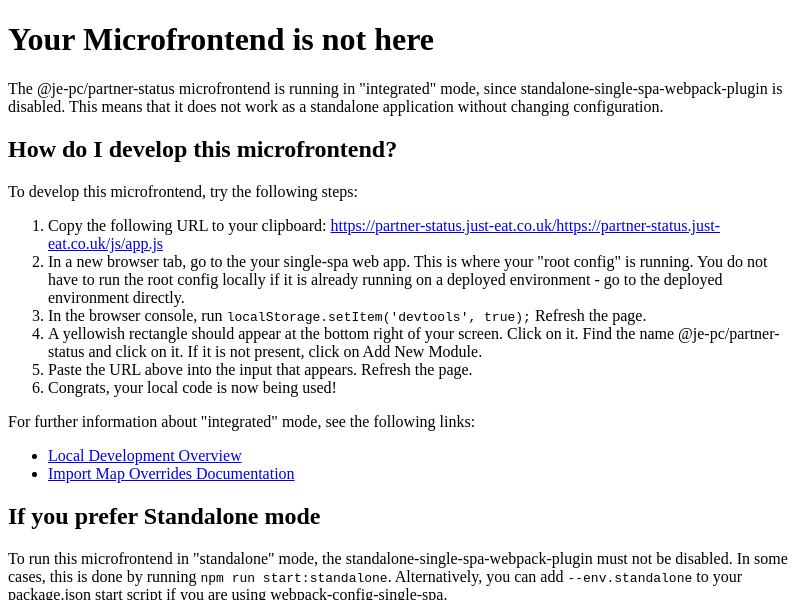 Your Microfrontend is not here
The @je-pc/partner-status microfrontend is running in "integrated" mode, since standalone-single-spa-webpack-plugin is
disabled. This means that it does not work as a standalone application without changing configuration.
How do I develop this microfrontend?
To develop this microfrontend, try the following steps:
1. Copy the following URL to your clipboard: https://partner-status.just-eat.co.uk/https://partner-status.just-
eat.co.uk/js/app.js
2. In a new browser tab, go to the your single-spa web app. This is where your "root config" is running. You do not
have to run the root config locally if it is already running on a deployed environment - go to the deployed
environment directly.
3. In the browser console, run localStorage.setItem('devtools', true); Refresh the page.
4. A yellowish rectangle should appear at the bottom right of your screen. Click on it. Find the name @je-pc/partner-
status and click on it. If it is not present, click on Add New Module.
5. Paste the URL above into the input that appears. Refresh the page.
6. Congrats, your local code is now being used!
For further information about "integrated" mode, see the following links:
• Local Development Overview
• Import Map Overrides Documentation
If you prefer Standalone mode
To run this microfrontend in "standalone" mode, the standalone-single-spa-webpack-plugin must not be disabled. In some
cases, this is done by running npm run start:standalone. Alternatively, you can add --env.standalone to your
package.json start script if you are using webpack-config-single-spa.